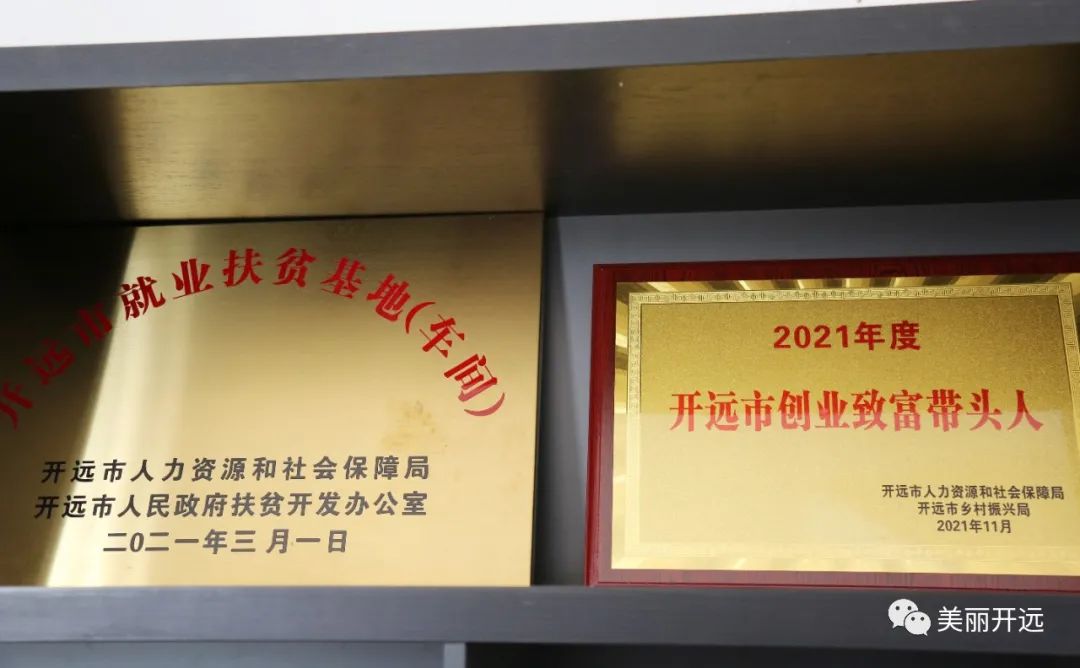 开远市就业扶贫基地(车间)
开远市人力资源和社会保障局
开远市人民政府扶贫开发办公室
二0二一年三月一日
2021年度
开远市创业致富带头人
开远市人力资源和社会保障局
开远市乡村振兴局
2021年11月
美丽开远